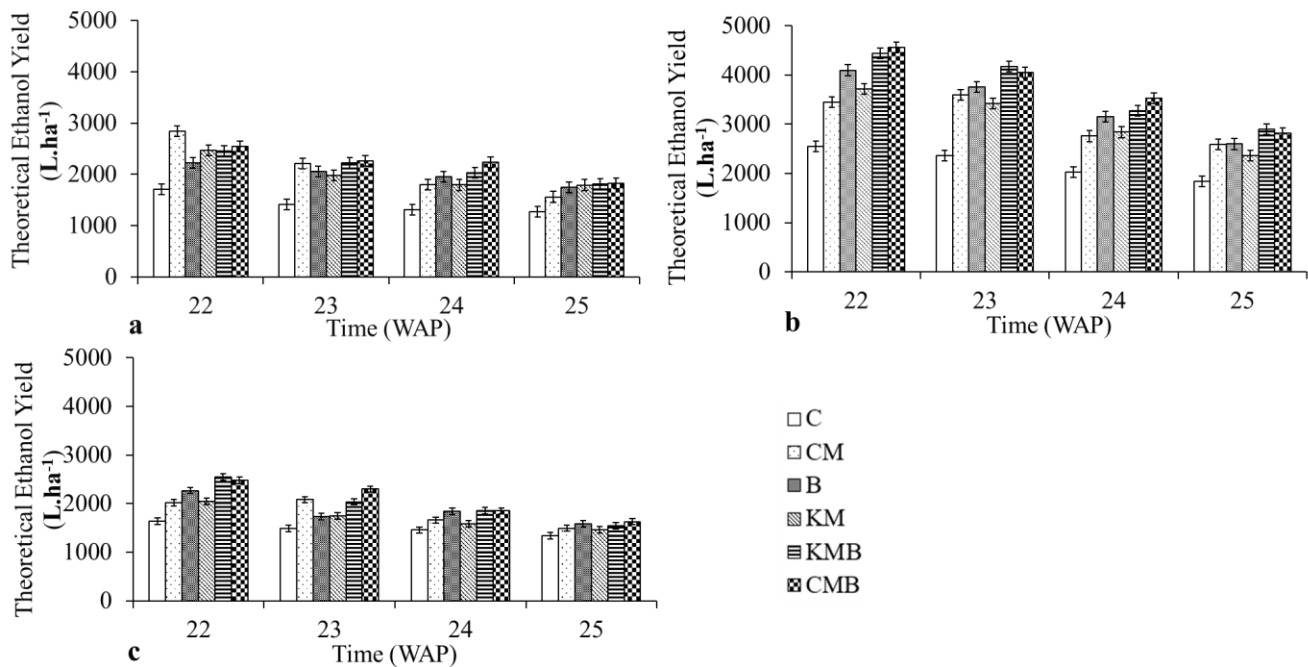 Theoretical Ethanol Yield
(L.ha-1)
5000
4000
3000
2000
1000
0
22
23
24
25
Time (WAP)
a
Theoretical Ethanol Yield
(L.ha-1)
5000
4000
3000
2000
1000
0
22
23
24
25
Time (WAP)
b
Theoretical Ethanol Yield
(L.ha-1)
5000
4000
3000
2000
1000
0
22
23
24
25
Time (WAP)
c
C
CM
B
KM
KMB
CMB